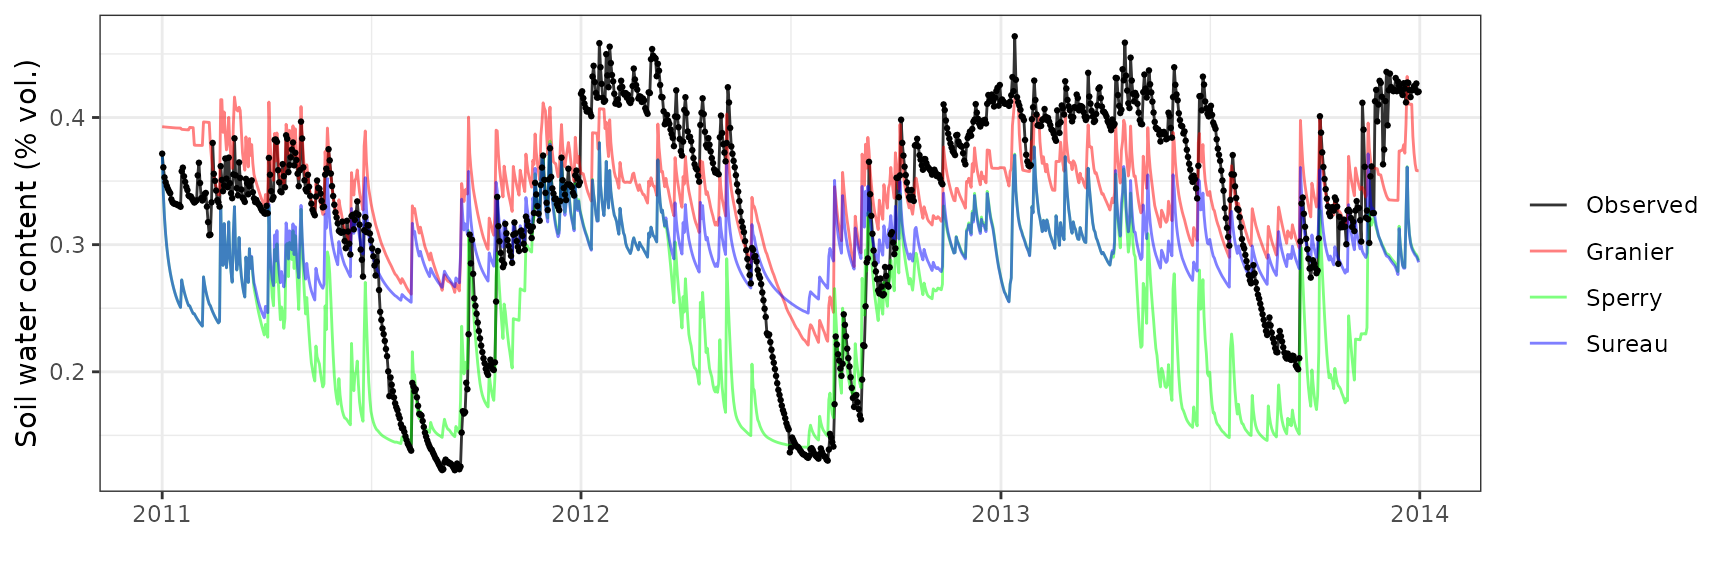 Soil water content (% vol.)
0.4
0.3
0.2
2011
2012
2013
2014
Observed
Granier
Sperry
Sureau